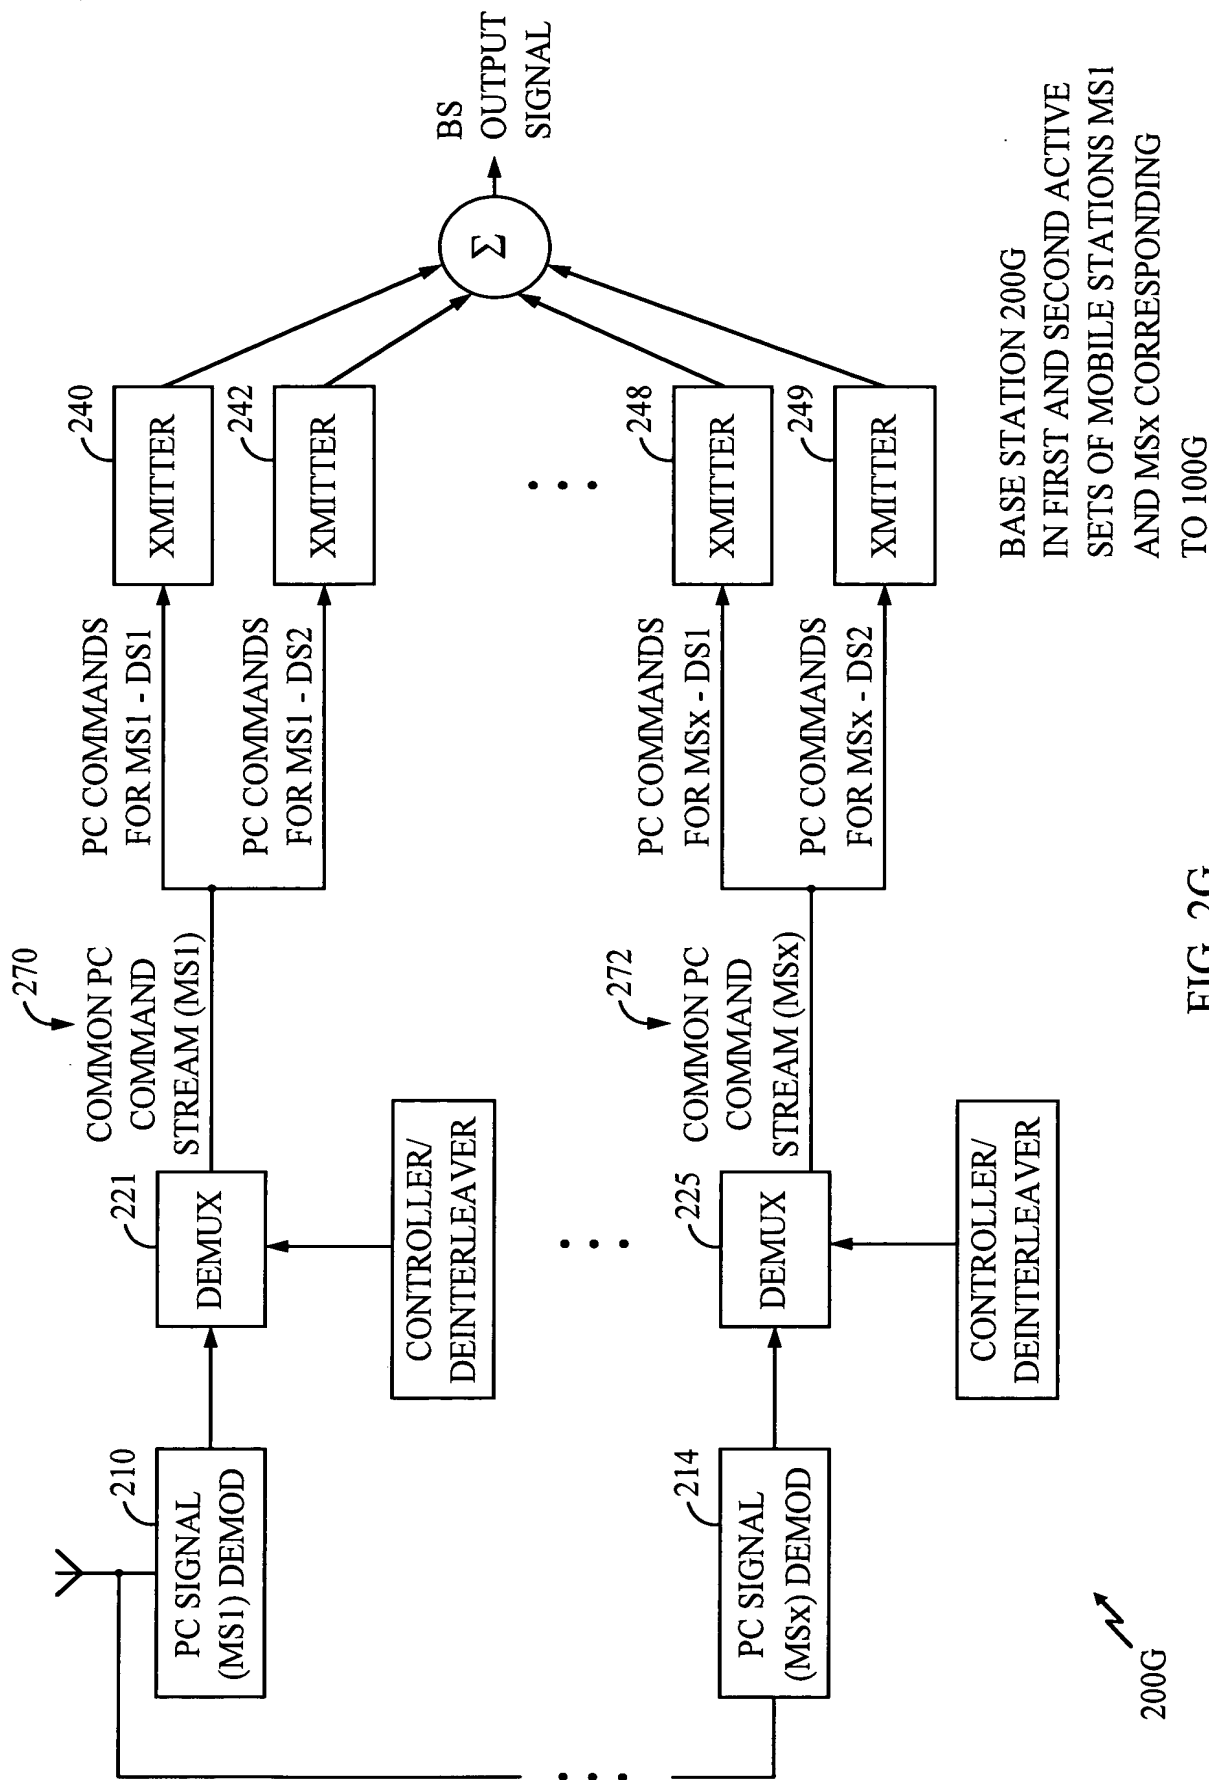 210
PC SIGNAL
(MS1) DEMOD
221
DEMUX
CONTROLLER/
DEINTERLEAVER
270
COMMON PC
COMMAND
STREAM (MS1)
PC COMMANDS
FOR MS1 - DS1
PC COMMANDS
FOR MS1 - DS2
240
XMITTER
242
XMITTER
Σ
BS
OUTPUT
SIGNAL
214
PC SIGNAL
(MSx) DEMOD
225
DEMUX
CONTROLLER/
DEINTERLEAVER
272
COMMON PC
COMMAND
STREAM (MSx)
PC COMMANDS
FOR MSx - DS1
PC COMMANDS
FOR MSx - DS2
248
XMITTER
249
XMITTER
BASE STATION 200G
IN FIRST AND SECOND ACTIVE
SETS OF MOBILE STATIONS MS1
AND MSx CORRESPONDING
TO 100G
200G
FIG. 2G